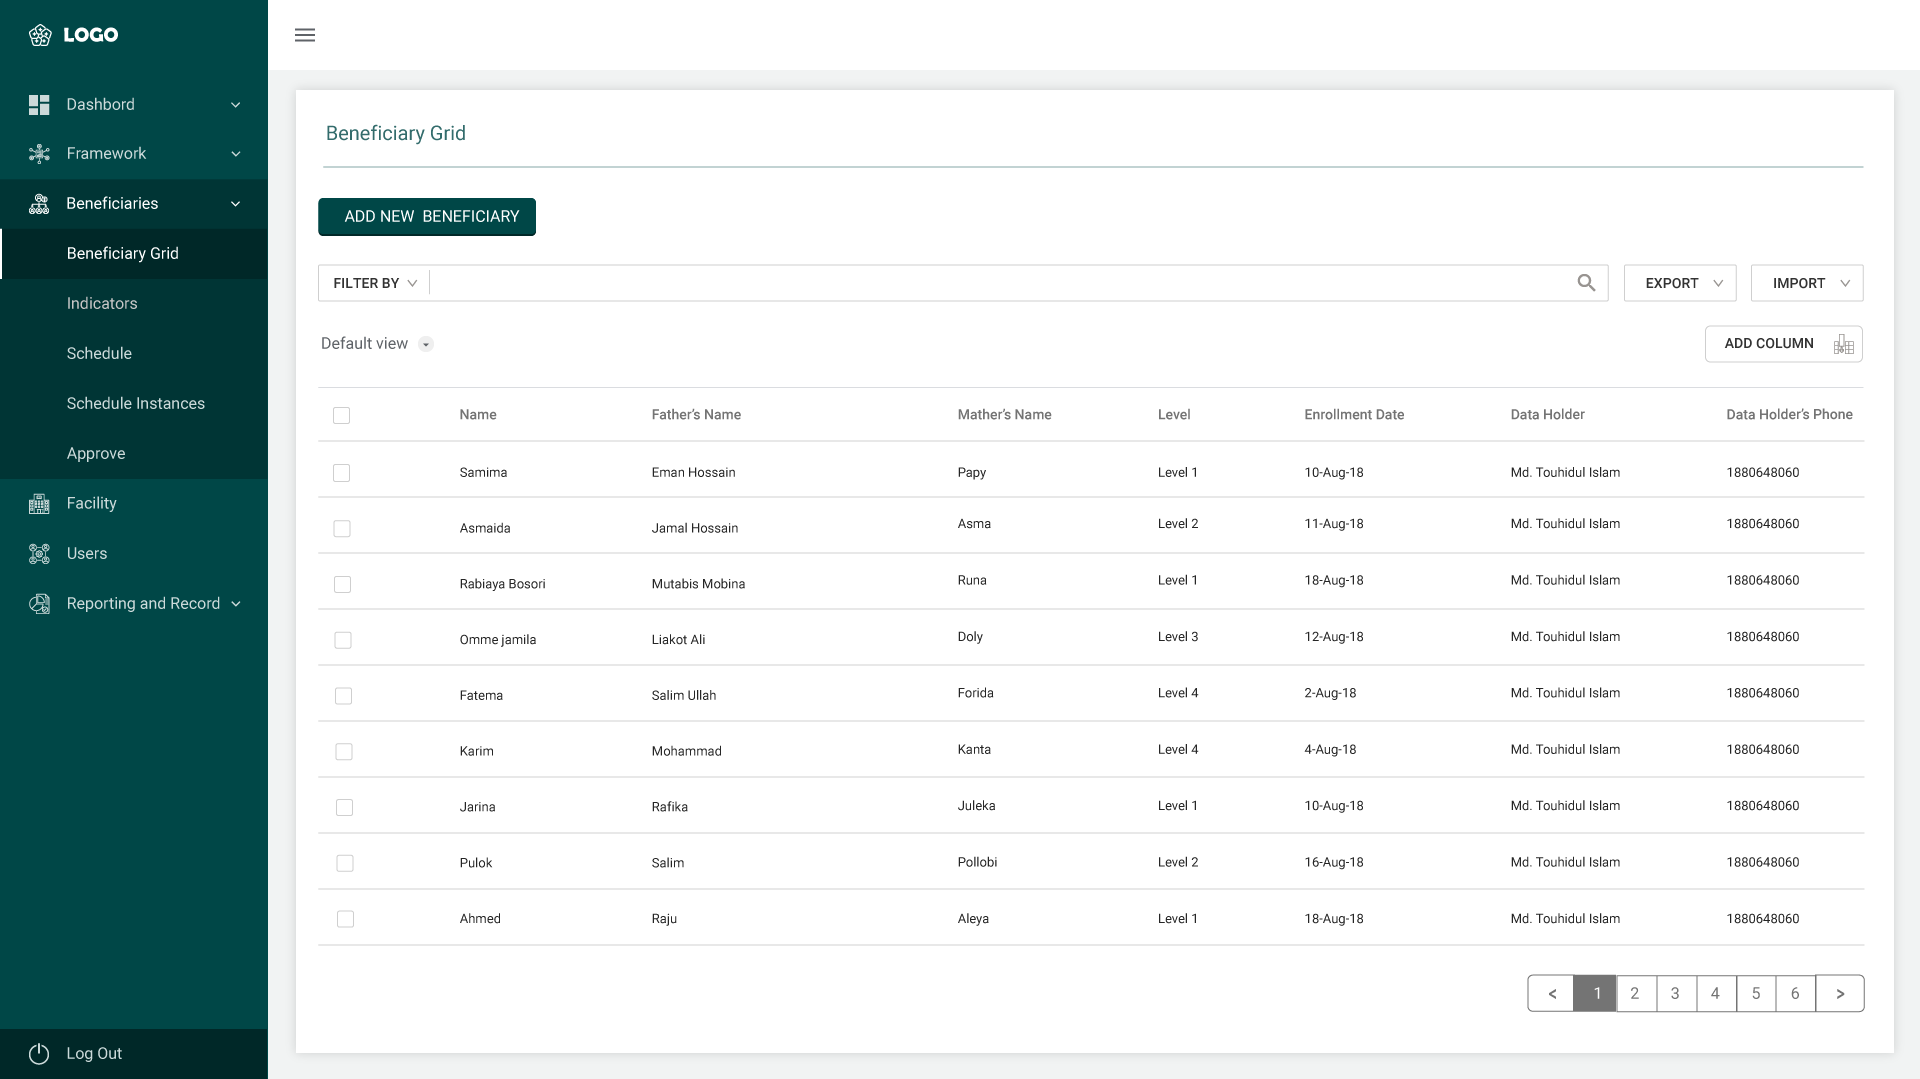 LOGO
Dashbord
Framework
Beneficiaries
Beneficiary Grid
Indicators
Schedule
Schedule Instances
Approve
Facility
Users
Reporting and Record
Log Out
Beneficiary Grid
ADD NEW BENEFICIARY
FILTER BY
EXPORT
IMPORT
Default view
ADD COLUMN
Name Father's Name Mather's Name Level Enrollment Date Data Holder Data Holder's Phone
Samima Eman Hossain Papy Level 1 10-Aug-18 Md. Touhidul Islam 1880648060
Asmaida Jamal Hossain Asma Level 2 11-Aug-18 Md. Touhidul Islam 1880648060
Rabiaya Bosori Mutabis Mobina Runa Level 1 18-Aug-18 Md. Touhidul Islam 1880648060
Omme jamila Liakot Ali Doly Level 3 12-Aug-18 Md. Touhidul Islam 1880648060
Fatema Salim Ullah Forida Level 4 2-Aug-18 Md. Touhidul Islam 1880648060
Karim Mohammad Kanta Level 4 4-Aug-18 Md. Touhidul Islam 1880648060
Jarina Rafika Juleka Level 1 10-Aug-18 Md. Touhidul Islam 1880648060
Pulok Salim Pollobi Level 2 16-Aug-18 Md. Touhidul Islam 1880648060
Ahmed Raju Aleya Level 1 18-Aug-18 Md. Touhidul Islam 1880648060
< 1 2 3 4 5 6 >